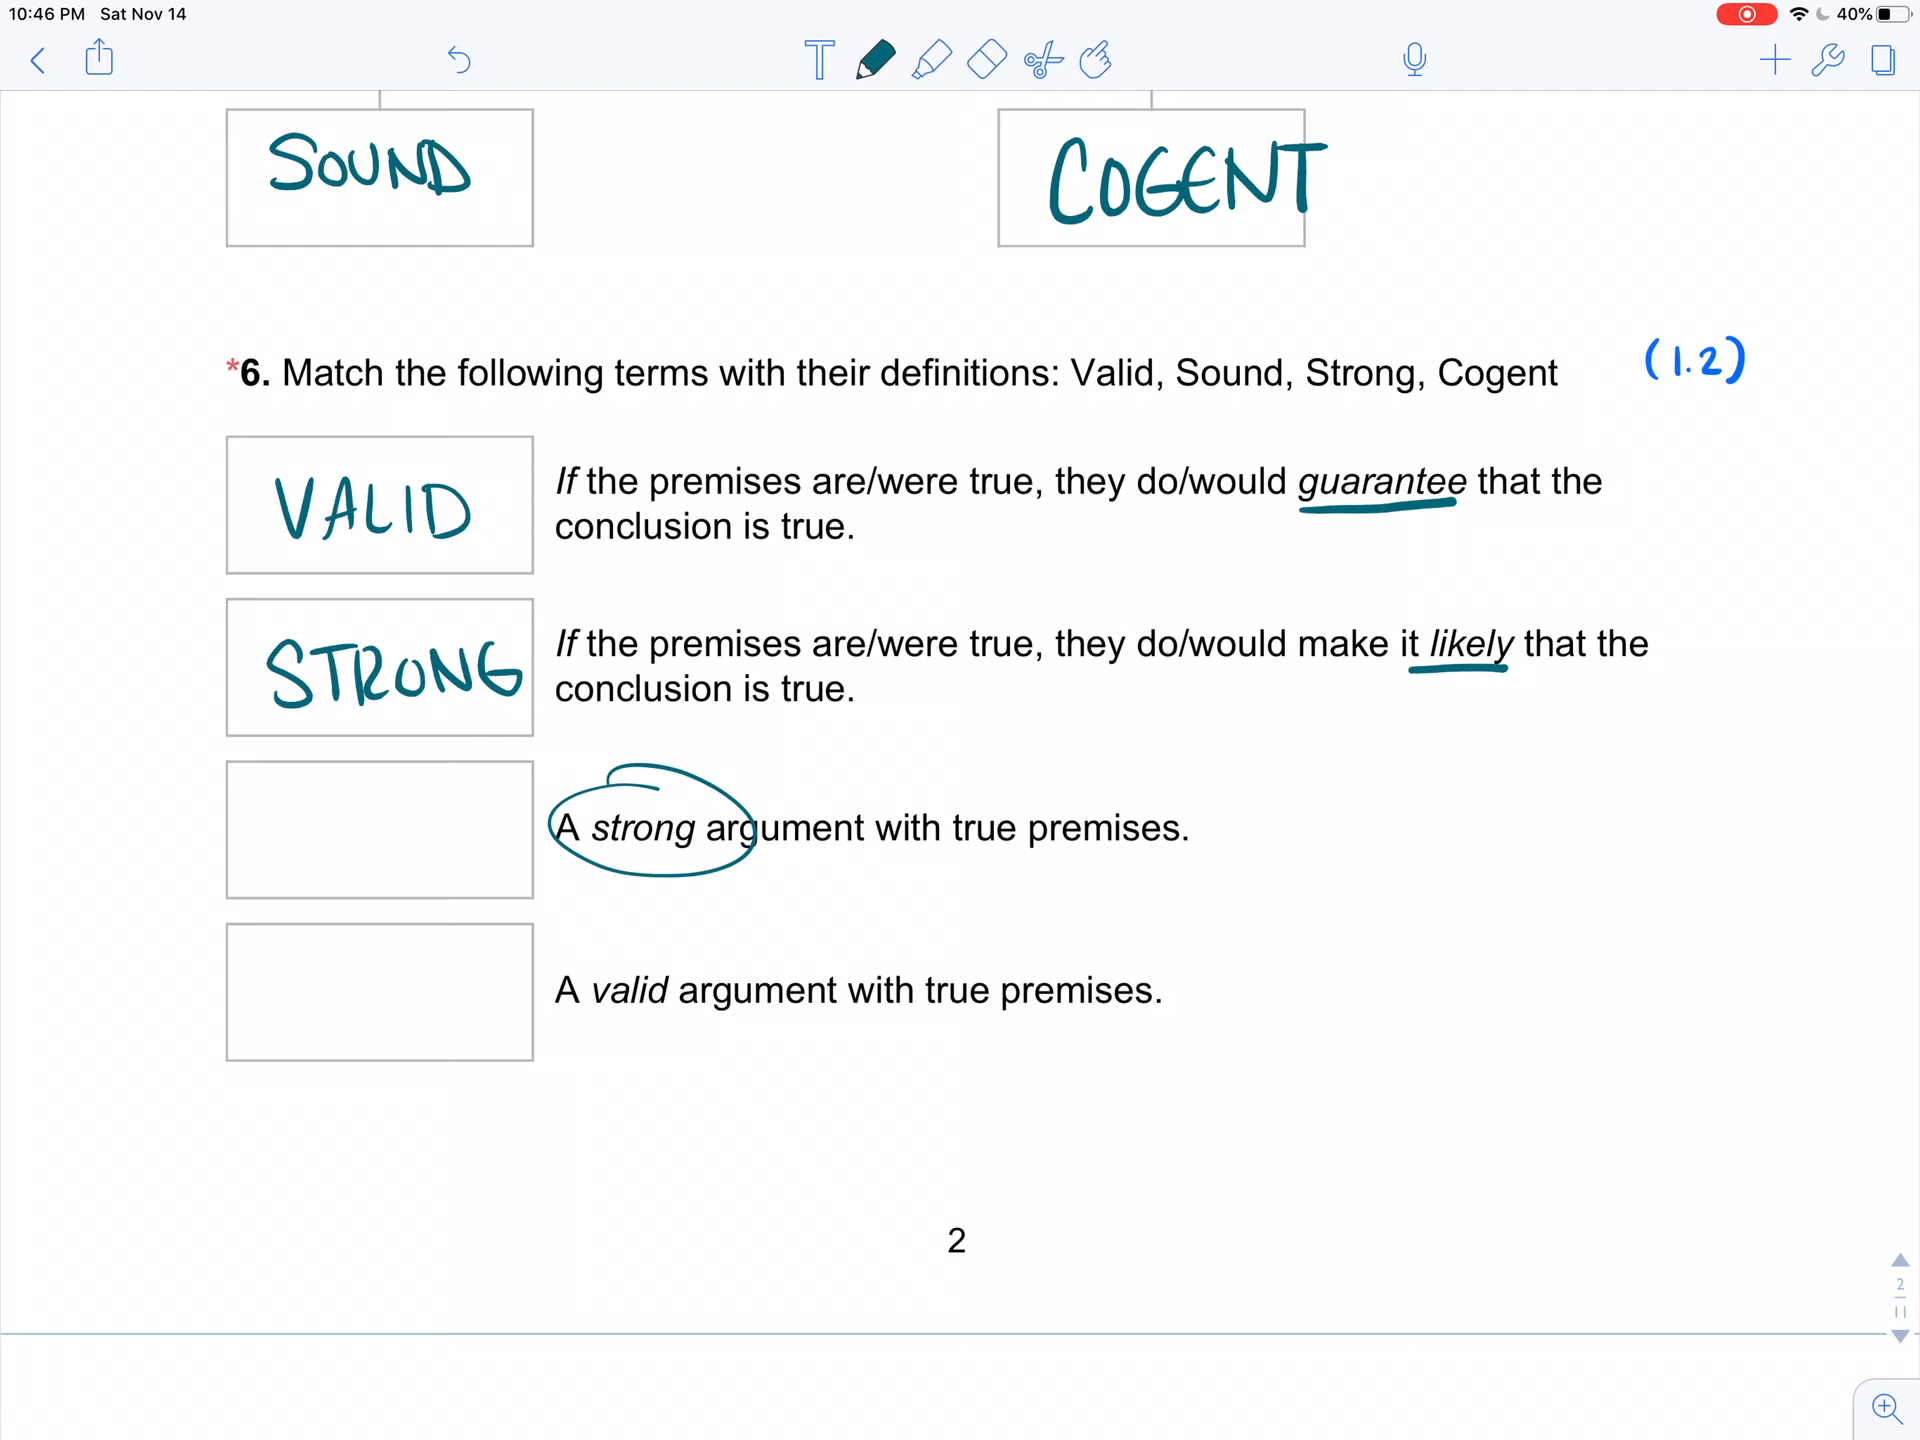 10:46 PM Sat Nov 14
40%
SOUND
COGENT
*6. Match the following terms with their definitions: Valid, Sound, Strong, Cogent
(1.2)
VALID
If the premises are/were true, they do/would guarantee that the
conclusion is true.
STRONG
If the premises are/were true, they do/would make it likely that the
conclusion is true.
A strong argument with true premises.
A valid argument with true premises.
2
2
11